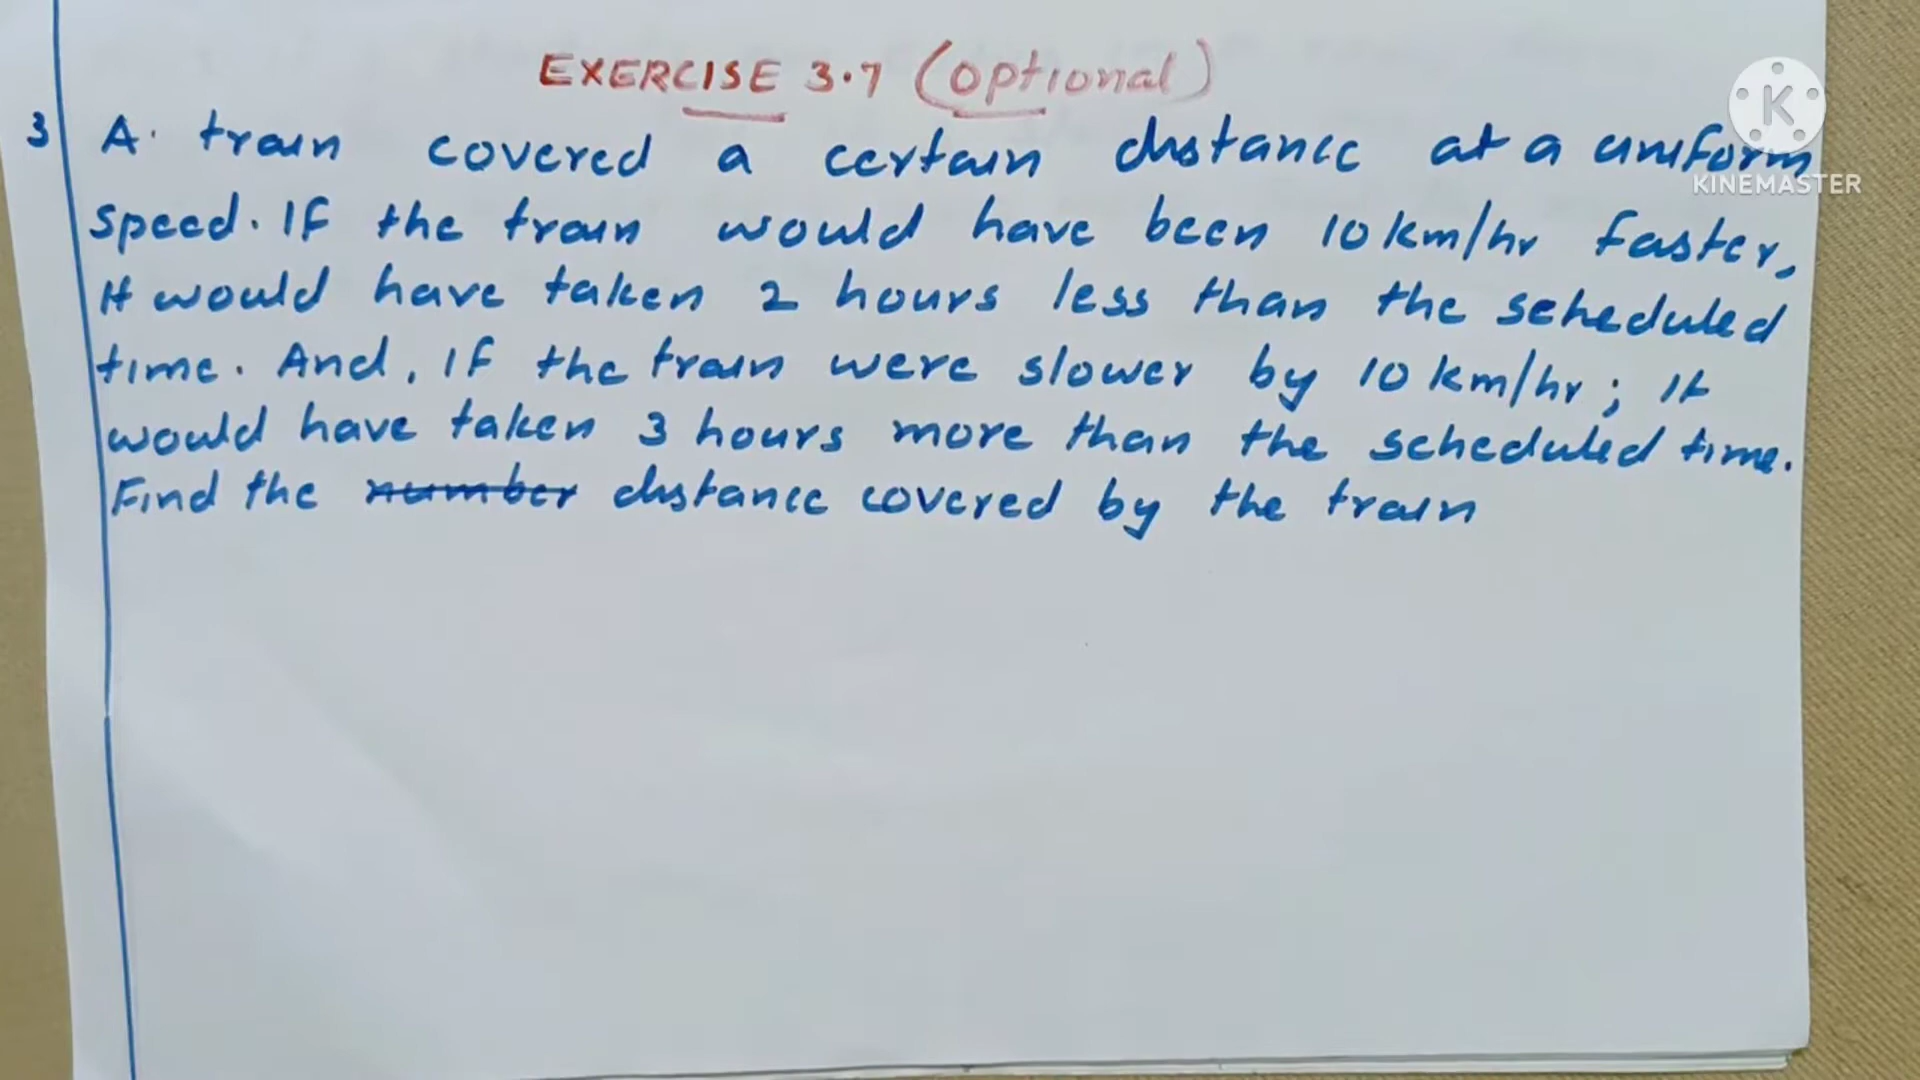 EXERCISE 3.7 (optional)
3 A. train covered a certain distance at a uniform
speed. If the train would have been 10 km/hr faster,
it would have taken 2 hours less than the scheduled
time. And, if the train were slower by 10 km/hr; it
would have taken 3 hours more than the scheduled time.
Find the number distance covered by the train
K
KINEMASTER